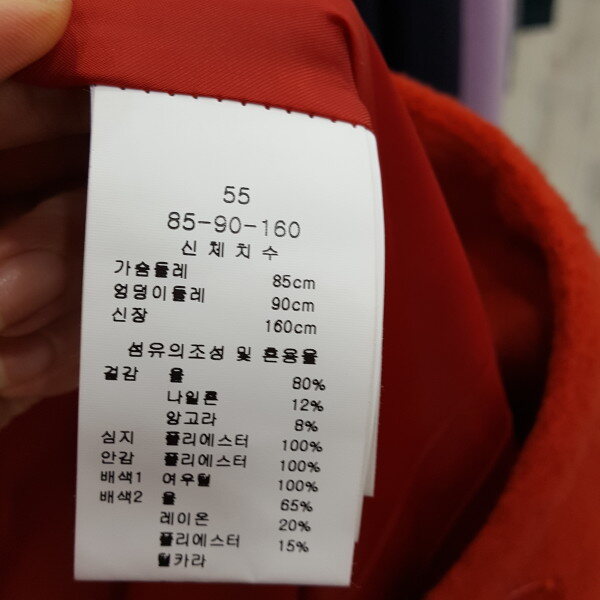 55
85-90-160
신체치수
가슴둘레 85cm
엉덩이둘레 90cm
신장 160cm
섬유의조성 및 혼용율
겉감 울 80%
나일론 12%
앙고라 8%
심지 폴리에스터 100%
안감 폴리에스터 100%
배색1 여우털 100%
배색2 울 65%
레이온 20%
폴리에스터 15%
털카라